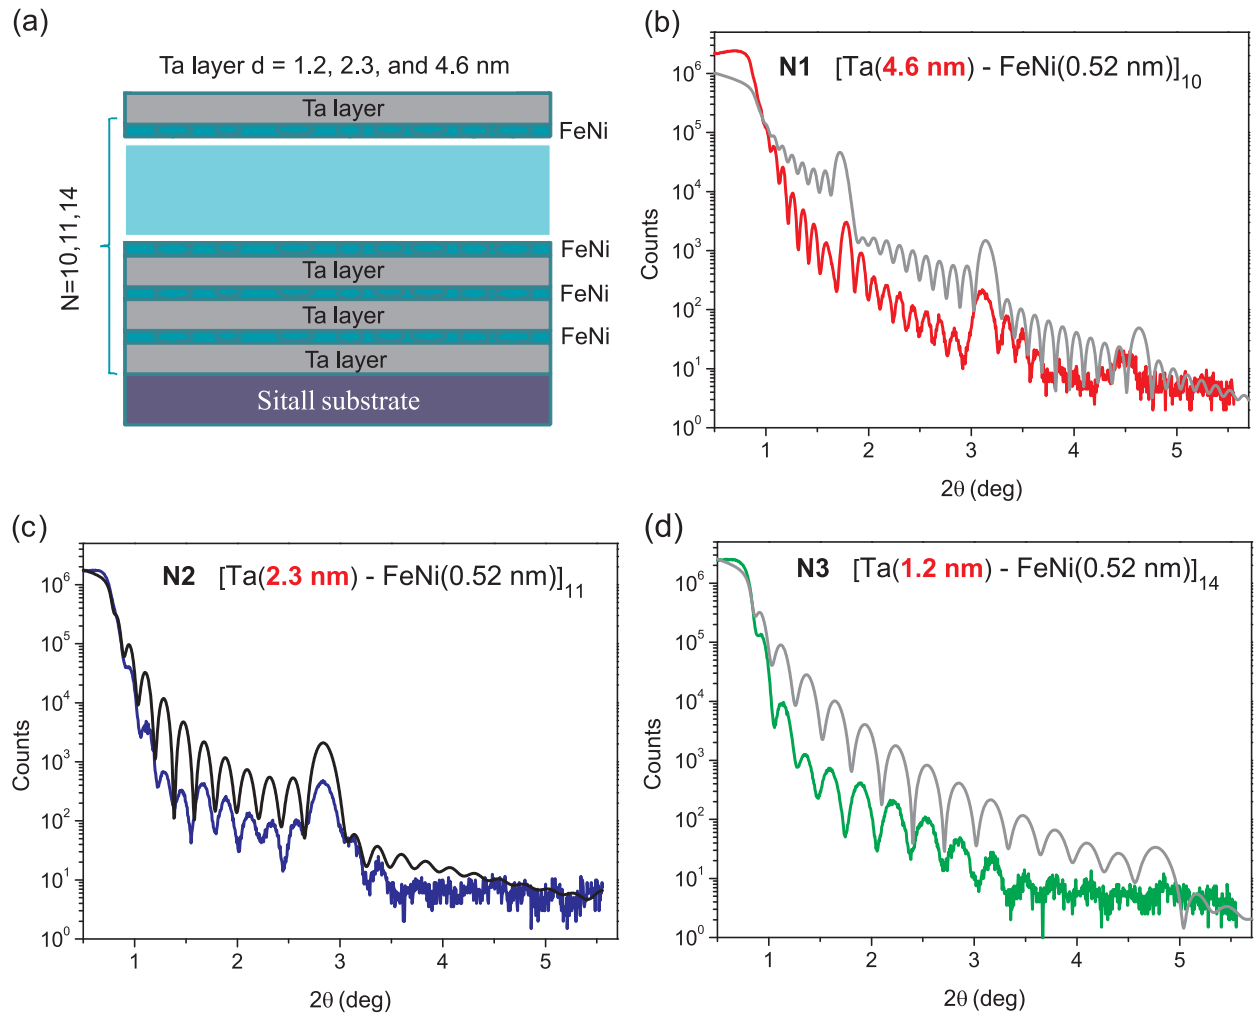 (a)
Ta layer d = 1.2, 2.3, and 4.6 nm
Ta layer
FeNi
FeNi
Ta layer
FeNi
Ta layer
FeNi
Ta layer
Sitall substrate
N=10,11,14
(b)
N1 [Ta(4.6 nm) - FeNi(0.52 nm)]10
Counts
10^6
10^5
10^4
10^3
10^2
10^1
10^0
1 2 3 4 5
2θ (deg)
(c)
N2 [Ta(2.3 nm) - FeNi(0.52 nm)]11
Counts
10^6
10^5
10^4
10^3
10^2
10^1
10^0
1 2 3 4 5
2θ (deg)
(d)
N3 [Ta(1.2 nm) - FeNi(0.52 nm)]14
Counts
10^6
10^5
10^4
10^3
10^2
10^1
10^0
1 2 3 4 5
2θ (deg)